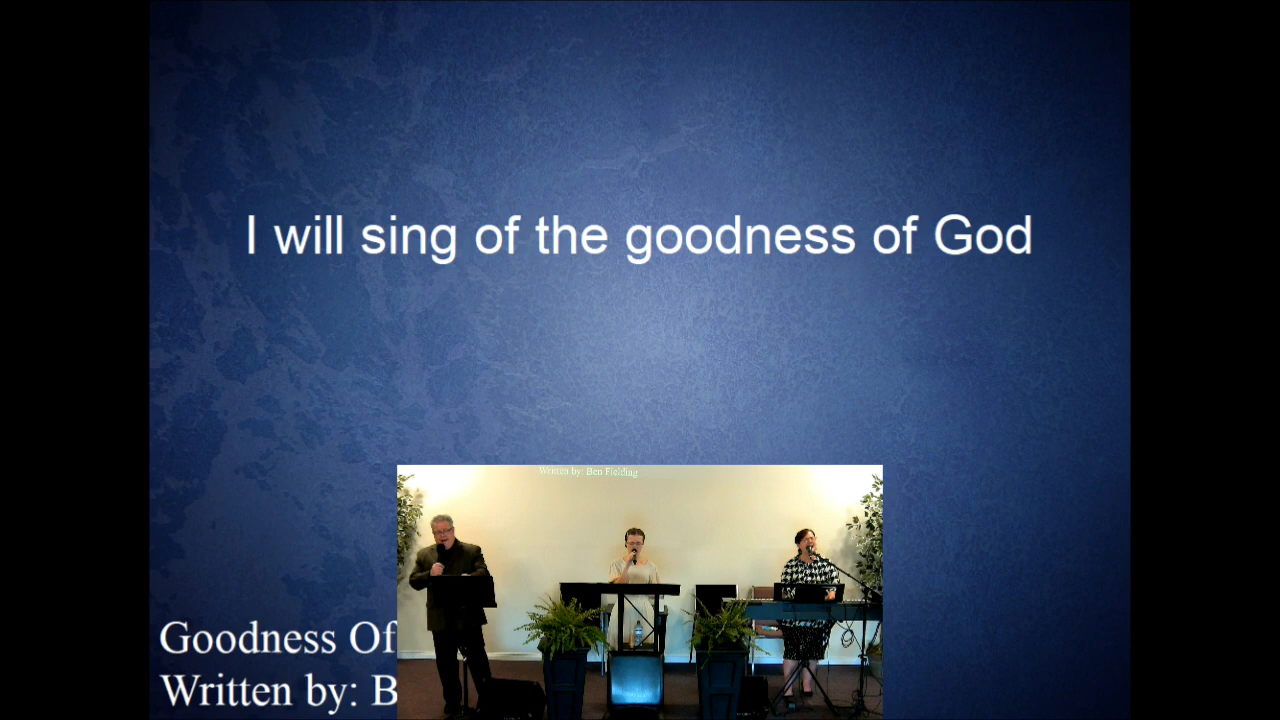 I will sing of the goodness of God
Written by: Ben Fielding
Goodness Of
Written by: B